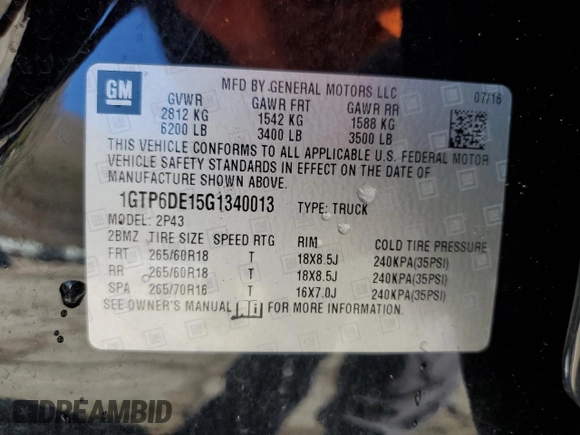 GM
MFD BY GENERAL MOTORS LLC
07/16
GVWR GAWR FRT GAWR RR
2812 KG 1542 KG 1588 KG
6200 LB 3400 LB 3500 LB
THIS VEHICLE CONFORMS TO ALL APPLICABLE U.S. FEDERAL MOTOR
VEHICLE SAFETY STANDARDS IN EFFECT ON THE DATE OF
MANUFACTURE SHOWN ABOVE.
1GTP6DE15G1340013 TYPE: TRUCK
MODEL: 2P43
2BMZ TIRE SIZE SPEED RTG RIM COLD TIRE PRESSURE
FRT 265/60R18 T 18X8.5J 240KPA(35PSI)
RR 265/60R18 T 18X8.5J 240KPA(35PSI)
SPA 265/70R16 T 16X7.0J 240KPA(35PSI)
SEE OWNER'S MANUAL FOR MORE INFORMATION.
DREAMBID